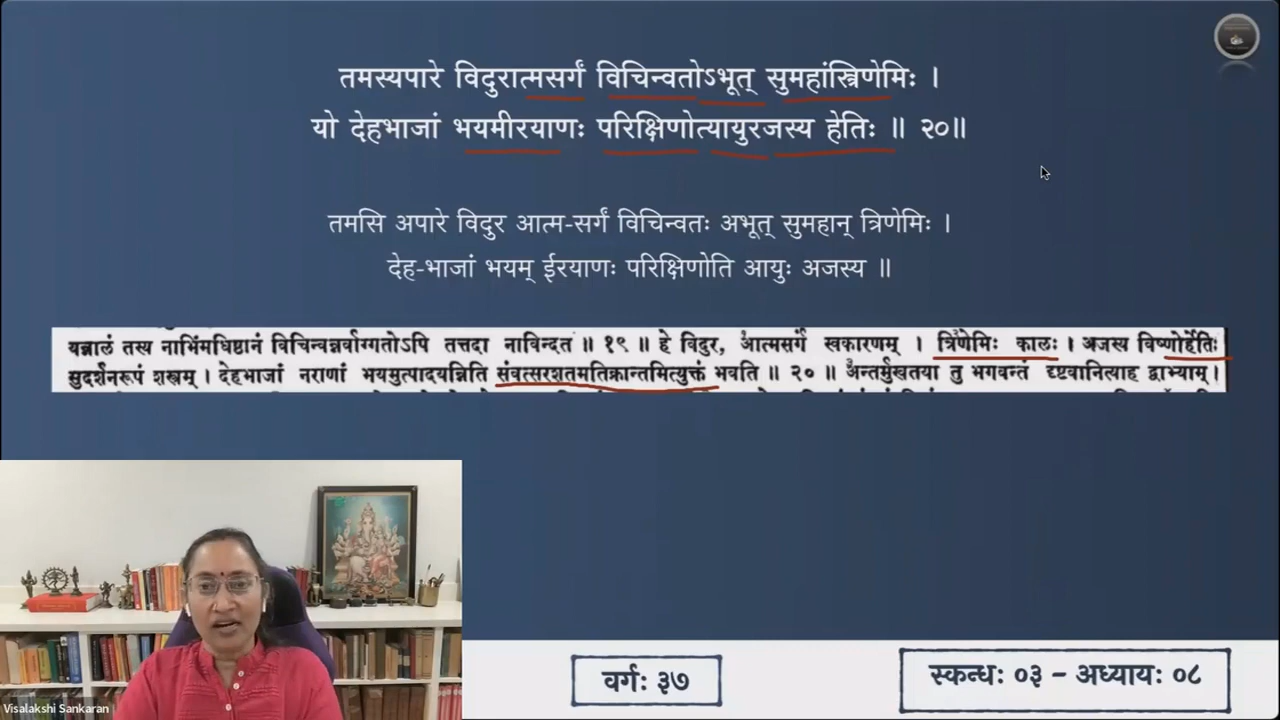 तमस्यपारे विदुरात्मसर्गं विचिन्वतोऽभूत् सुमहांस्त्रिणेमिः ।
यो देहभाजां भयमीरयाणः परिक्षिणोत्यायुरजस्य हेतिः ॥ २०॥
तमसि अपारे विदुर आत्म-सर्गं विचिन्वतः अभूत् सुमहान् त्रिणेमिः ।
देह-भाजां भयम् ईरयाणः परिक्षिणोति आयुः अजस्य ॥
यन्नालं तस्य नाभिंमधिष्ठानं विचिन्वन्नर्वाग्गतोऽपि तत्तदा नाविन्दत ॥ १९ ॥ हे विदुर, आत्मसर्गं स्वकारणम् । त्रिणेमिः कालः । अजस्य विष्णोर्हेतिः
सुदर्शनरूपं शस्त्रम् । देहभाजां नराणां भयमुत्पादयन्निति संवत्सरशतमतिक्रान्तमित्युक्तं भवति ॥ २० ॥ अन्तर्मुखतया तु भगवन्तं दृष्टवानित्याह द्वाभ्याम् ।
Visalakshi Sankaran
वर्गः ३७
स्कन्धः ०३ – अध्यायः ०८